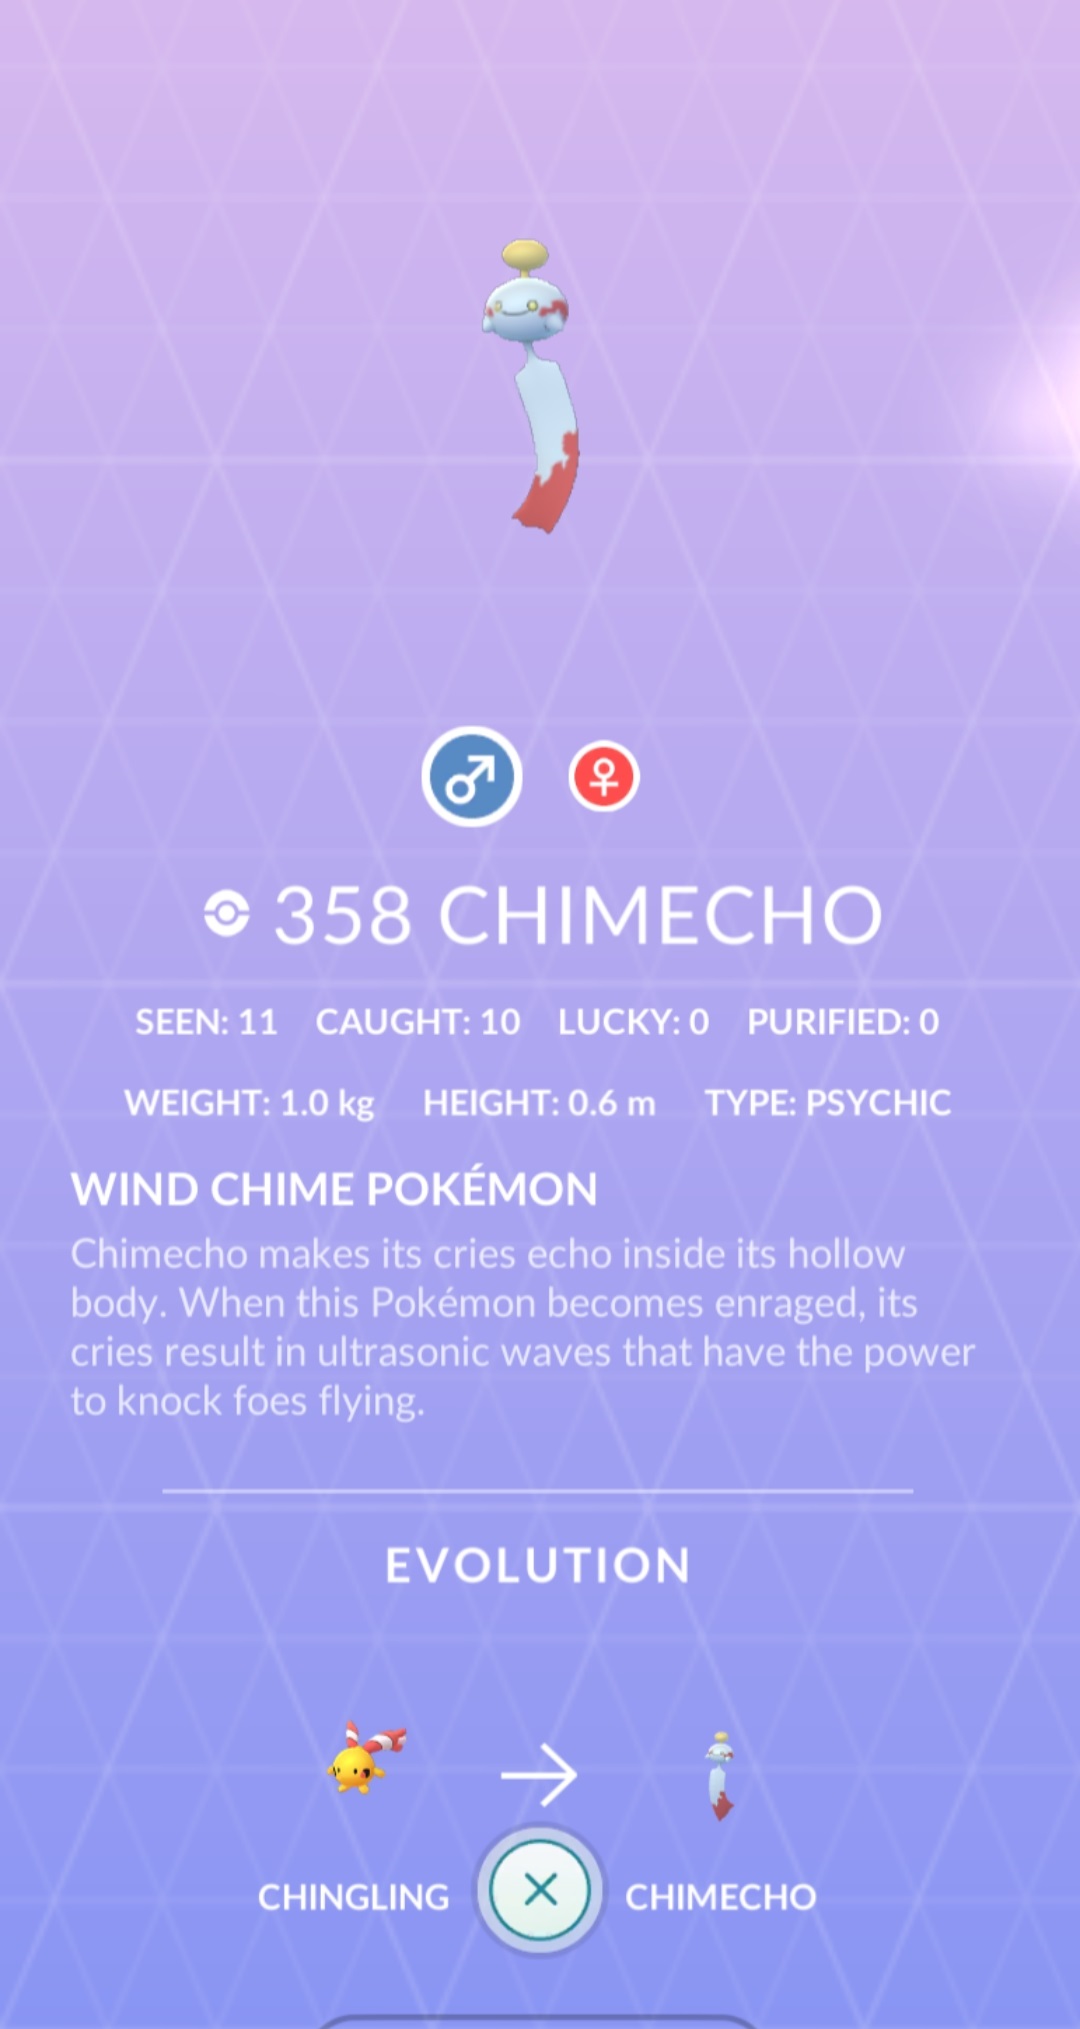 358 CHIMECHO
SEEN: 11 CAUGHT: 10 LUCKY: 0 PURIFIED: 0
WEIGHT: 1.0 kg HEIGHT: 0.6 m TYPE: PSYCHIC
WIND CHIME POKÉMON
Chimecho makes its cries echo inside its hollow
body. When this Pokémon becomes enraged, its
cries result in ultrasonic waves that have the power
to knock foes flying.
EVOLUTION
CHINGLING CHIMECHO